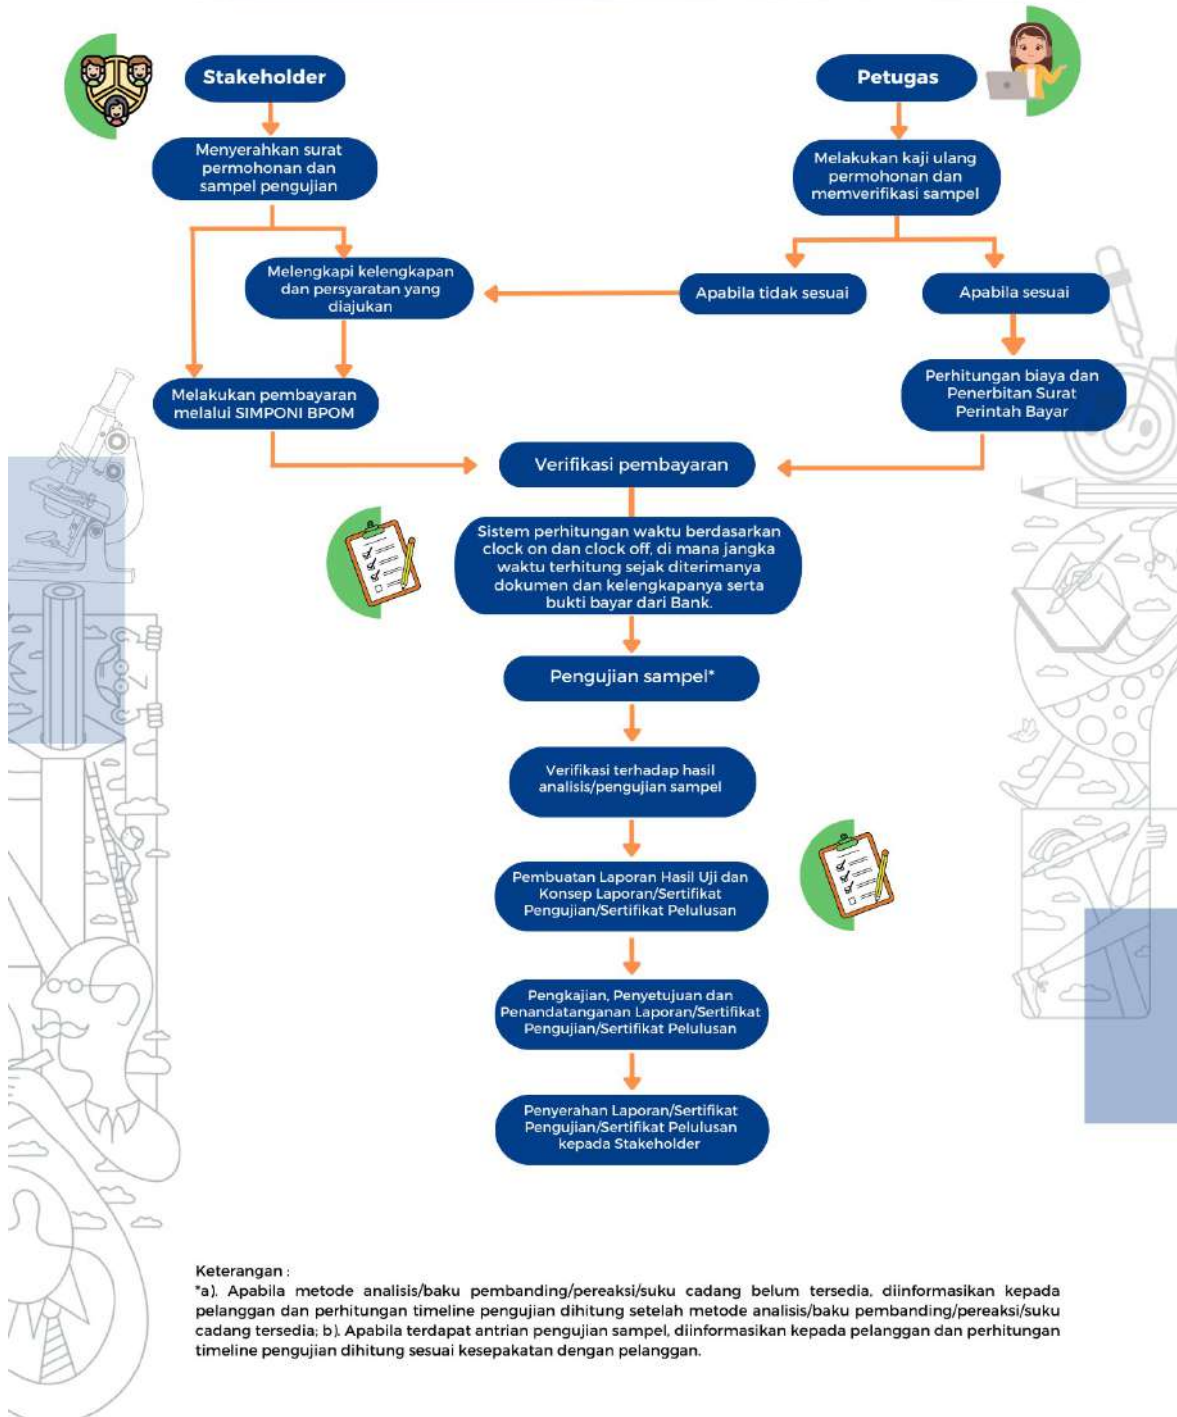 Stakeholder
Petugas
Menyerahkan surat
permohonan dan
sampel pengujian
Melakukan kaji ulang
permohonan dan
memverifikasi sampel
Melengkapi kelengkapan
dan persyaratan yang
diajukan
Apabila tidak sesuai
Apabila sesuai
Melakukan pembayaran
melalui SIMPONI BPOM
Perhitungan biaya dan
Penerbitan Surat
Perintah Bayar
Verifikasi pembayaran
Sistem perhitungan waktu berdasarkan
clock on dan clock off, di mana jangka
waktu terhitung sejak diterimanya
dokumen dan kelengkapanya serta
bukti bayar dari Bank.
Pengujian sampel*
Verifikasi terhadap hasil
analisis/pengujian sampel
Pembuatan Laporan Hasil Uji dan
Konsep Laporan/Sertifikat
Pengujian/Sertifikat Pelulusan
Pengkajian, Penyetujuan dan
Penandatanganan Laporan/Sertifikat
Pengujian/Sertifikat Pelulusan
Penyerahan Laporan/Sertifikat
Pengujian/Sertifikat Pelulusan
kepada Stakeholder
Keterangan :
*a). Apabila metode analisis/baku pembanding/pereaksi/suku cadang belum tersedia, diinformasikan kepada
pelanggan dan perhitungan timeline pengujian dihitung setelah metode analisis/baku pembanding/pereaksi/suku
cadang tersedia; b). Apabila terdapat antrian pengujian sampel, diinformasikan kepada pelanggan dan perhitungan
timeline pengujian dihitung sesuai kesepakatan dengan pelanggan.